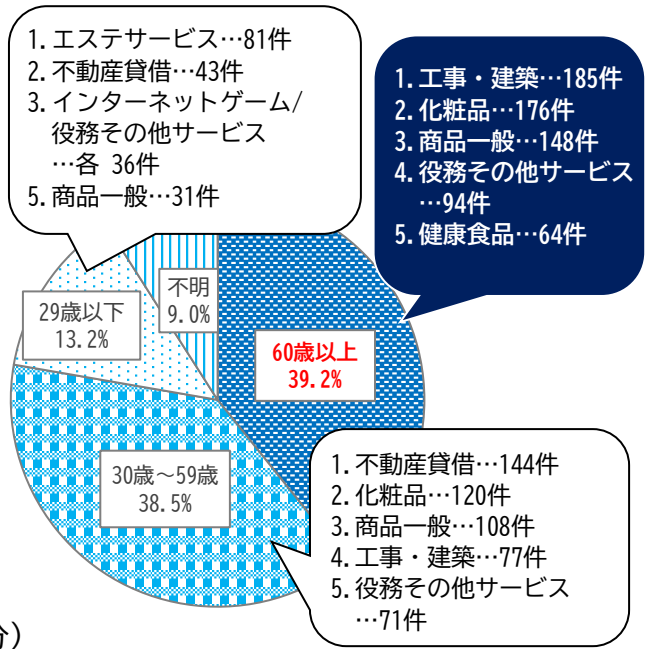 1.エステサービス…81件
2.不動産貸借…43件
3.インターネットゲーム/
役務その他サービス
…各 36件
5.商品一般…31件
1.工事・建築…185件
2.化粧品…176件
3.商品一般…148件
4.役務その他サービス
…94件
5.健康食品…64件
不明
9.0%
29歳以下
13.2%
60歳以上
39.2%
30歳～59歳
38.5%
1.不動産貸借…144件
2.化粧品…120件
3.商品一般…108件
4.工事・建築…77件
5.役務その他サービス
…71件
分)